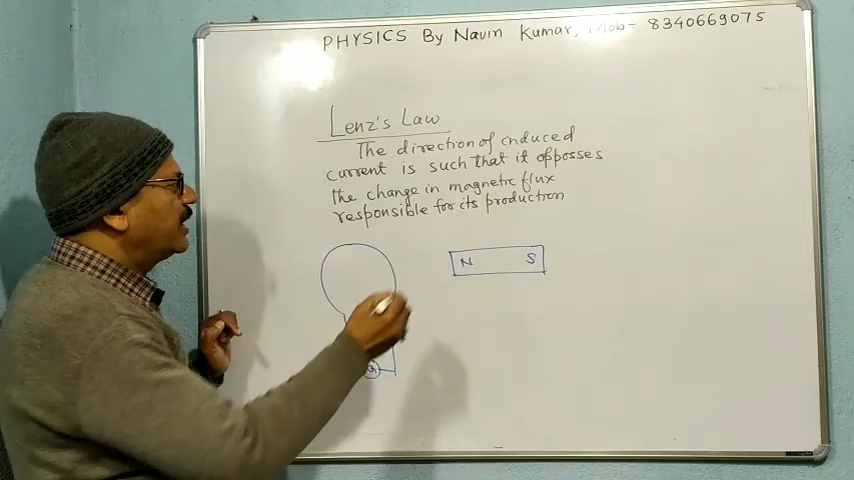 PHYSICS By Navin Kumar, Mob- 8340669075
Lenz's Law
The direction of induced
current is such that it opposses
the change in magnetic flux
responsible for its production
N S
G